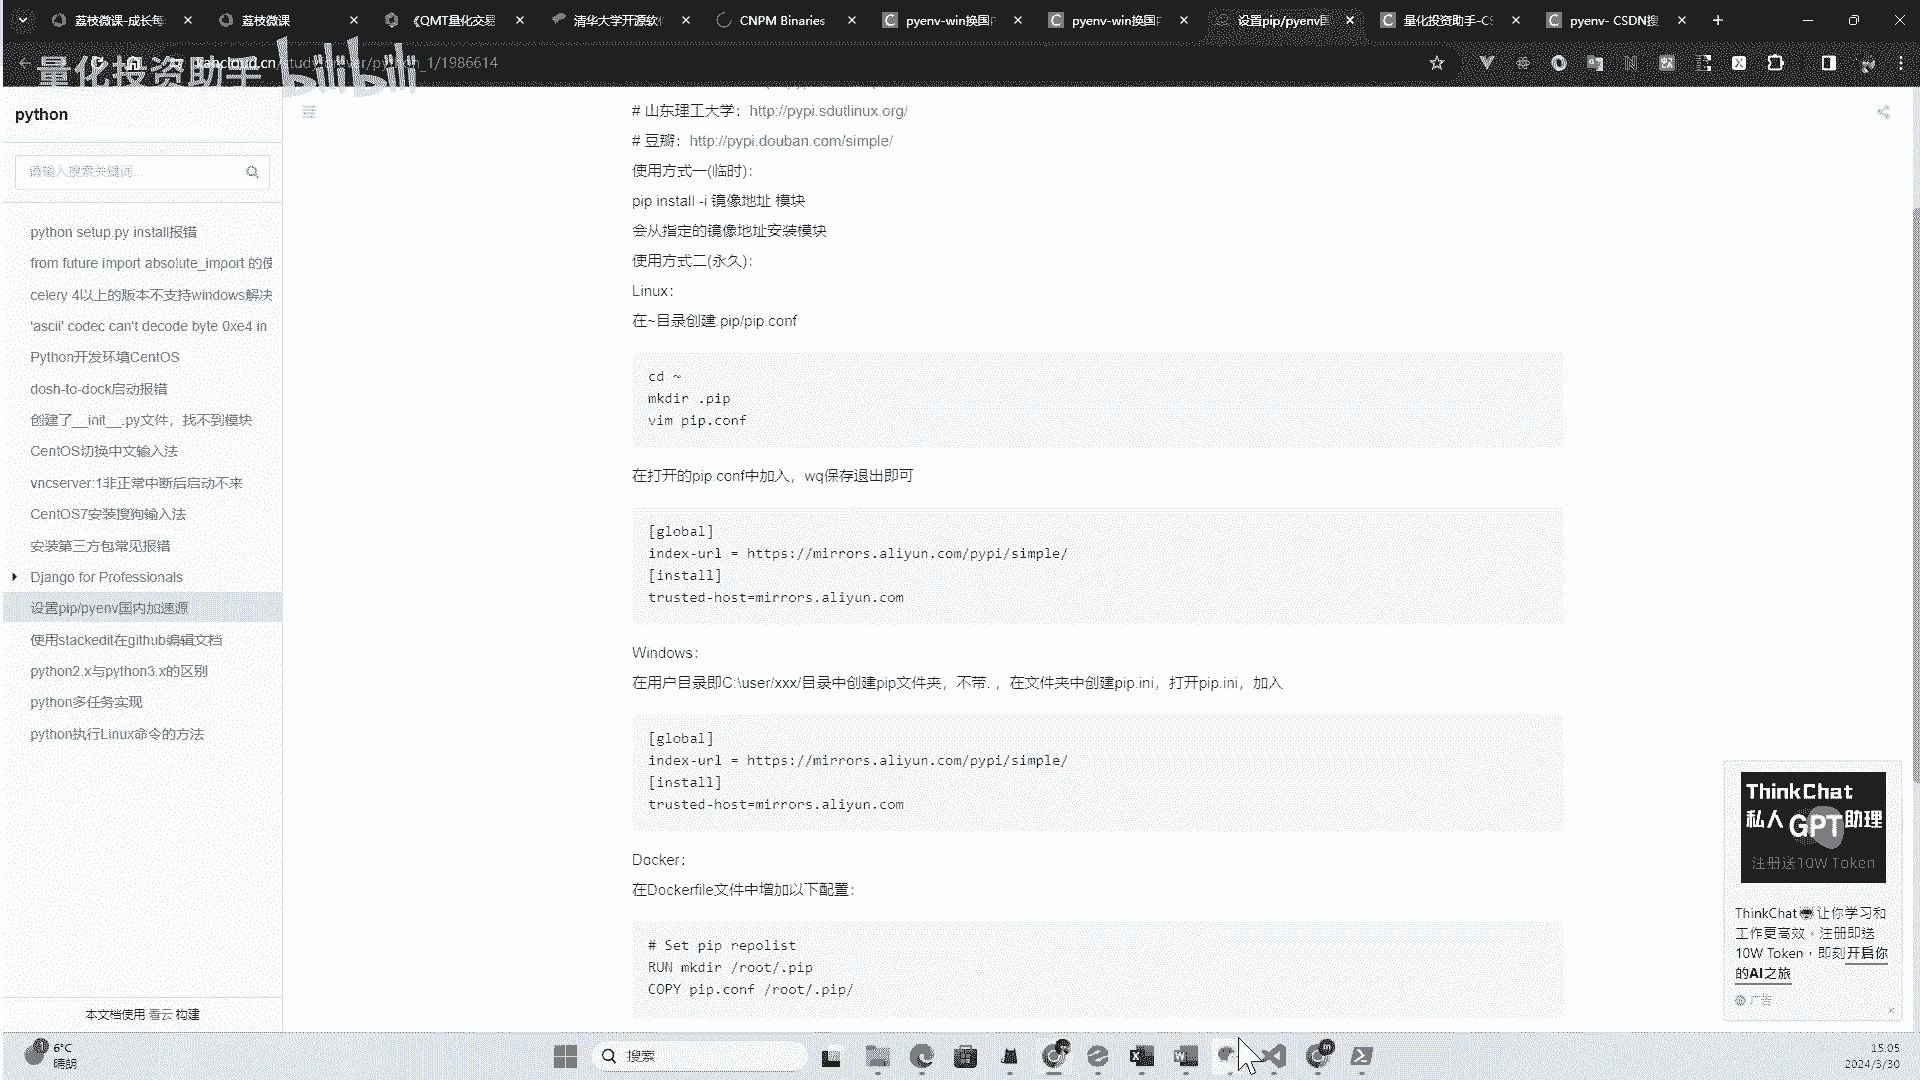 荔枝微课-成长每
荔枝微课
《QMT量化交易
清华大学开源软件
CNPM Binaries
pyenv-win换国
pyenv-win换国
设置pip/pyenv国
量化投资助手-CS
pyenv- CSDN搜
量化投资助手 bilibili
kancloud.cn/study/python_1/1986614
python
请输入搜索关键词...
python setup.py install报错
from future import absolute_import 的使
celery 4以上的版本不支持windows解决
'ascii' codec can't decode byte 0xe4 in
Python开发环境CentOS
dosh-to-dock启动报错
创建了__init__.py文件，找不到模块
CentOS切换中文输入法
vncserver:1非正常中断后启动不来
CentOS7安装搜狗输入法
安装第三方包常见报错
Django for Professionals
设置pip/pyenv国内加速源
使用stackedit在github编辑文档
python2.x与python3.x的区别
python多任务实现
python执行Linux命令的方法
本文档使用 看云 构建
# 山东理工大学：http://pypi.sdutlinux.org/
# 豆瓣：http://pypi.douban.com/simple/
使用方式一(临时)：
pip install -i 镜像地址 模块
会从指定的镜像地址安装模块
使用方式二(永久)：
Linux：
在~目录创建.pip/pip.conf
cd ~
mkdir .pip
vim pip.conf
在打开的pip.conf中加入，wq保存退出即可
[global]
index-url = https://mirrors.aliyun.com/pypi/simple/
[install]
trusted-host=mirrors.aliyun.com
Windows：
在用户目录即C:\user/xxx/目录中创建pip文件夹，不带. ，在文件夹中创建pip.ini，打开pip.ini，加入
[global]
index-url = https://mirrors.aliyun.com/pypi/simple/
[install]
trusted-host=mirrors.aliyun.com
Docker：
在Dockerfile文件中增加以下配置：
# Set pip repolist
RUN mkdir /root/.pip
COPY pip.conf /root/.pip/
ThinkChat
私人GPT助理
注册送10W Token
ThinkChat 让你学习和
工作更高效，注册即送
10W Token，即刻开启你
的AI之旅
广告
6°C
晴朗
搜索
15:05
2024/3/30